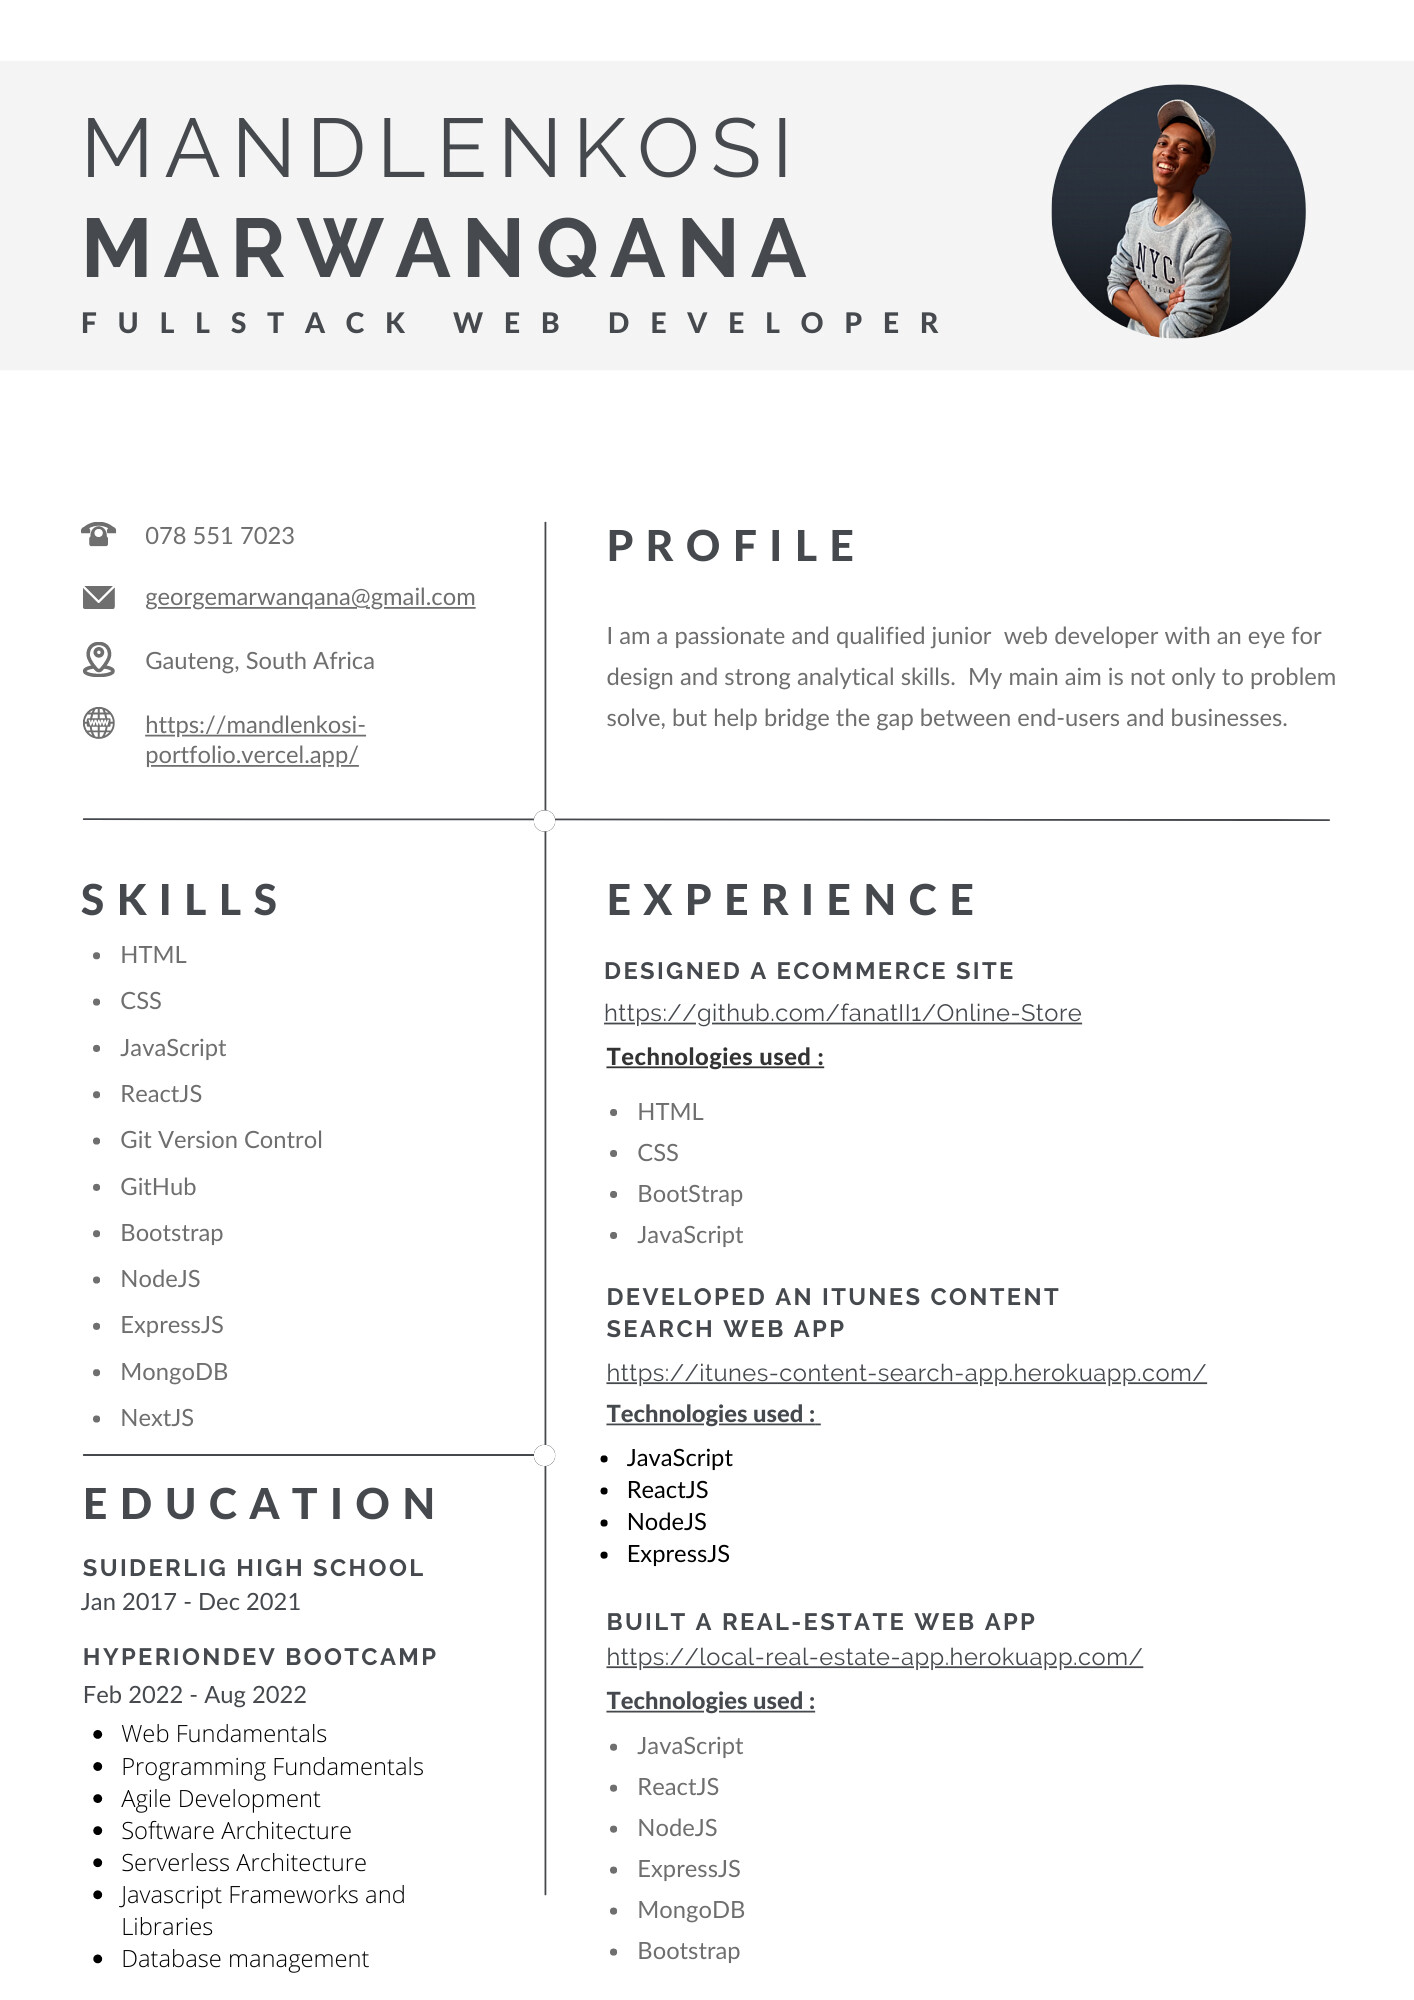 MANDLENKOSI
MARWANQANA
FULLSTACK WEB DEVELOPER
NYC
078 551 7023
georgemarwanqana@gmail.com
Gauteng, South Africa
https://mandlenkosi-
portfolio.vercel.app/
PROFILE
I am a passionate and qualified junior  web developer with an eye for
design and strong analytical skills.  My main aim is not only to problem
solve, but help bridge the gap between end-users and businesses.
SKILLS
• HTML
• CSS
• JavaScript
• ReactJS
• Git Version Control
• GitHub
• Bootstrap
• NodeJS
• ExpressJS
• MongoDB
• NextJS
EDUCATION
SUIDERLIG HIGH SCHOOL
Jan 2017 - Dec 2021
HYPERIONDEV BOOTCAMP
Feb 2022 - Aug 2022
• Web Fundamentals
• Programming Fundamentals
• Agile Development
• Software Architecture
• Serverless Architecture
• Javascript Frameworks and
Libraries
• Database management
EXPERIENCE
DESIGNED A ECOMMERCE SITE
https://github.com/fanatII1/Online-Store
Technologies used :
• HTML
• CSS
• BootStrap
• JavaScript
DEVELOPED AN ITUNES CONTENT
SEARCH WEB APP
https://itunes-content-search-app.herokuapp.com/
Technologies used :
• JavaScript
• ReactJS
• NodeJS
• ExpressJS
BUILT A REAL-ESTATE WEB APP
https://local-real-estate-app.herokuapp.com/
Technologies used :
• JavaScript
• ReactJS
• NodeJS
• ExpressJS
• MongoDB
• Bootstrap